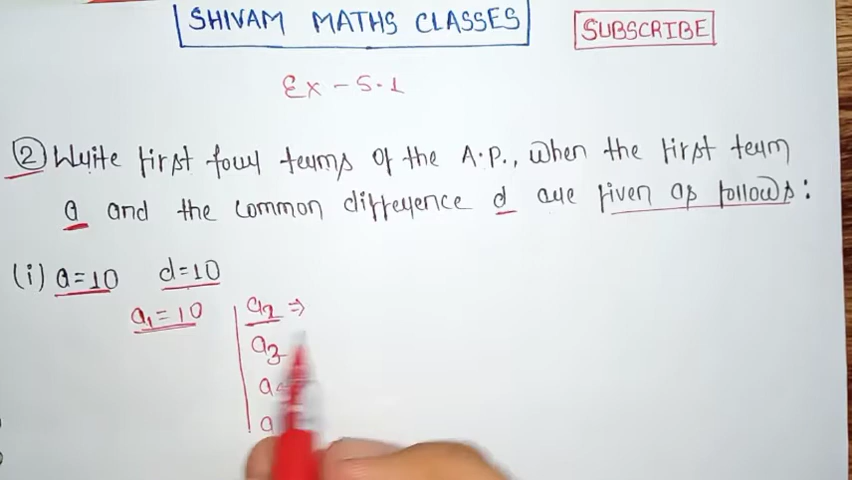 SHIVAM MATHS CLASSES
SUBSCRIBE
Ex - 5.1
② Write first four terms of the A.P., when the first term
a and the common difference d are given as follows:
(i) a=10 d=10
a₁=10 a₂ ⇒
a₃
a
a